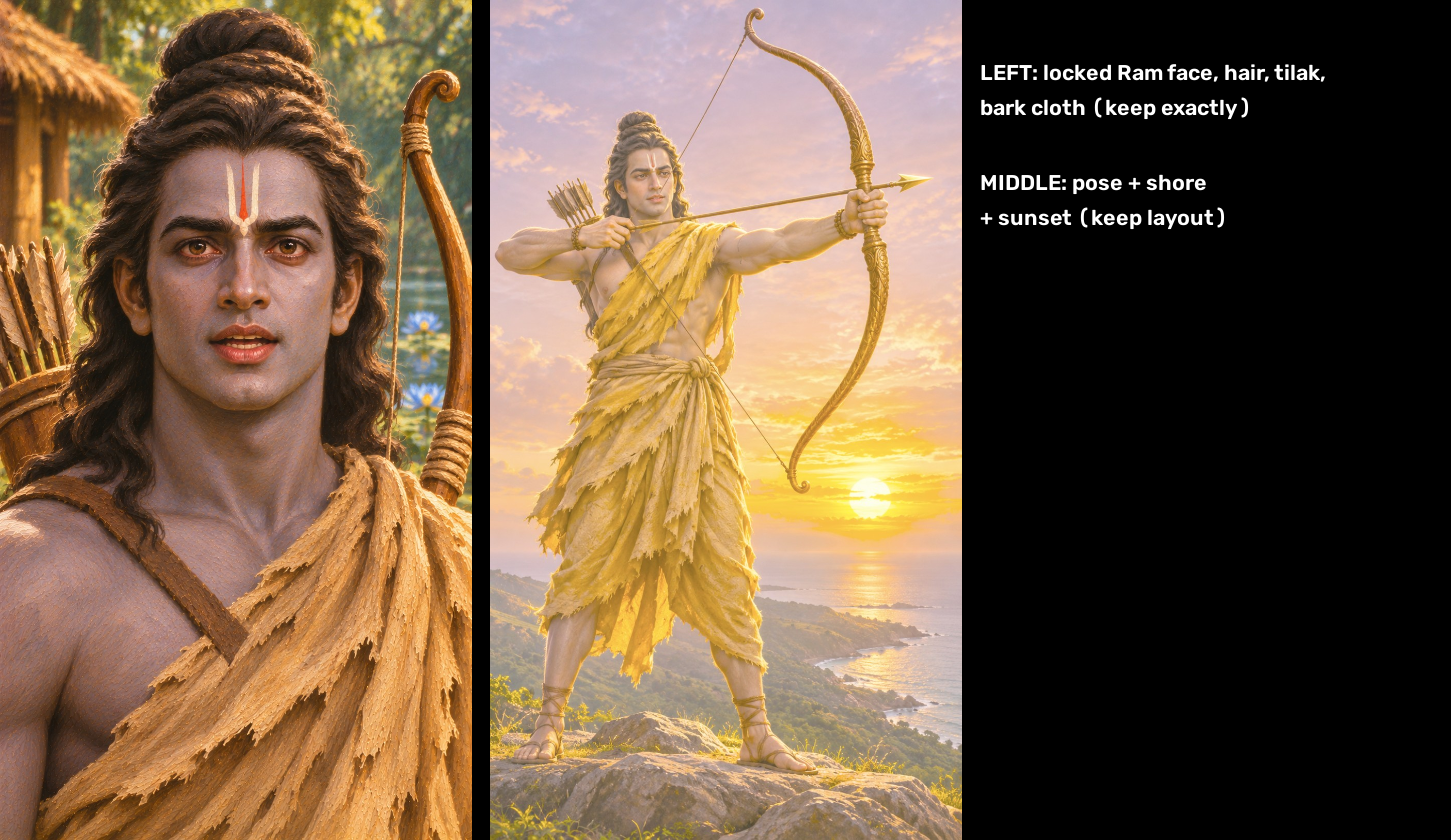 LEFT: locked Ram face, hair, tilak,
bark cloth (keep exactly)
MIDDLE: pose + shore
+ sunset (keep layout)